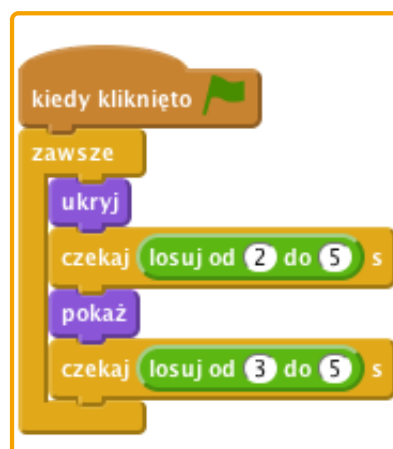 kiedy kliknięto
zawsze
ukryj
czekaj losuj od 2 do 5 s
pokaż
czekaj losuj od 3 do 5 s